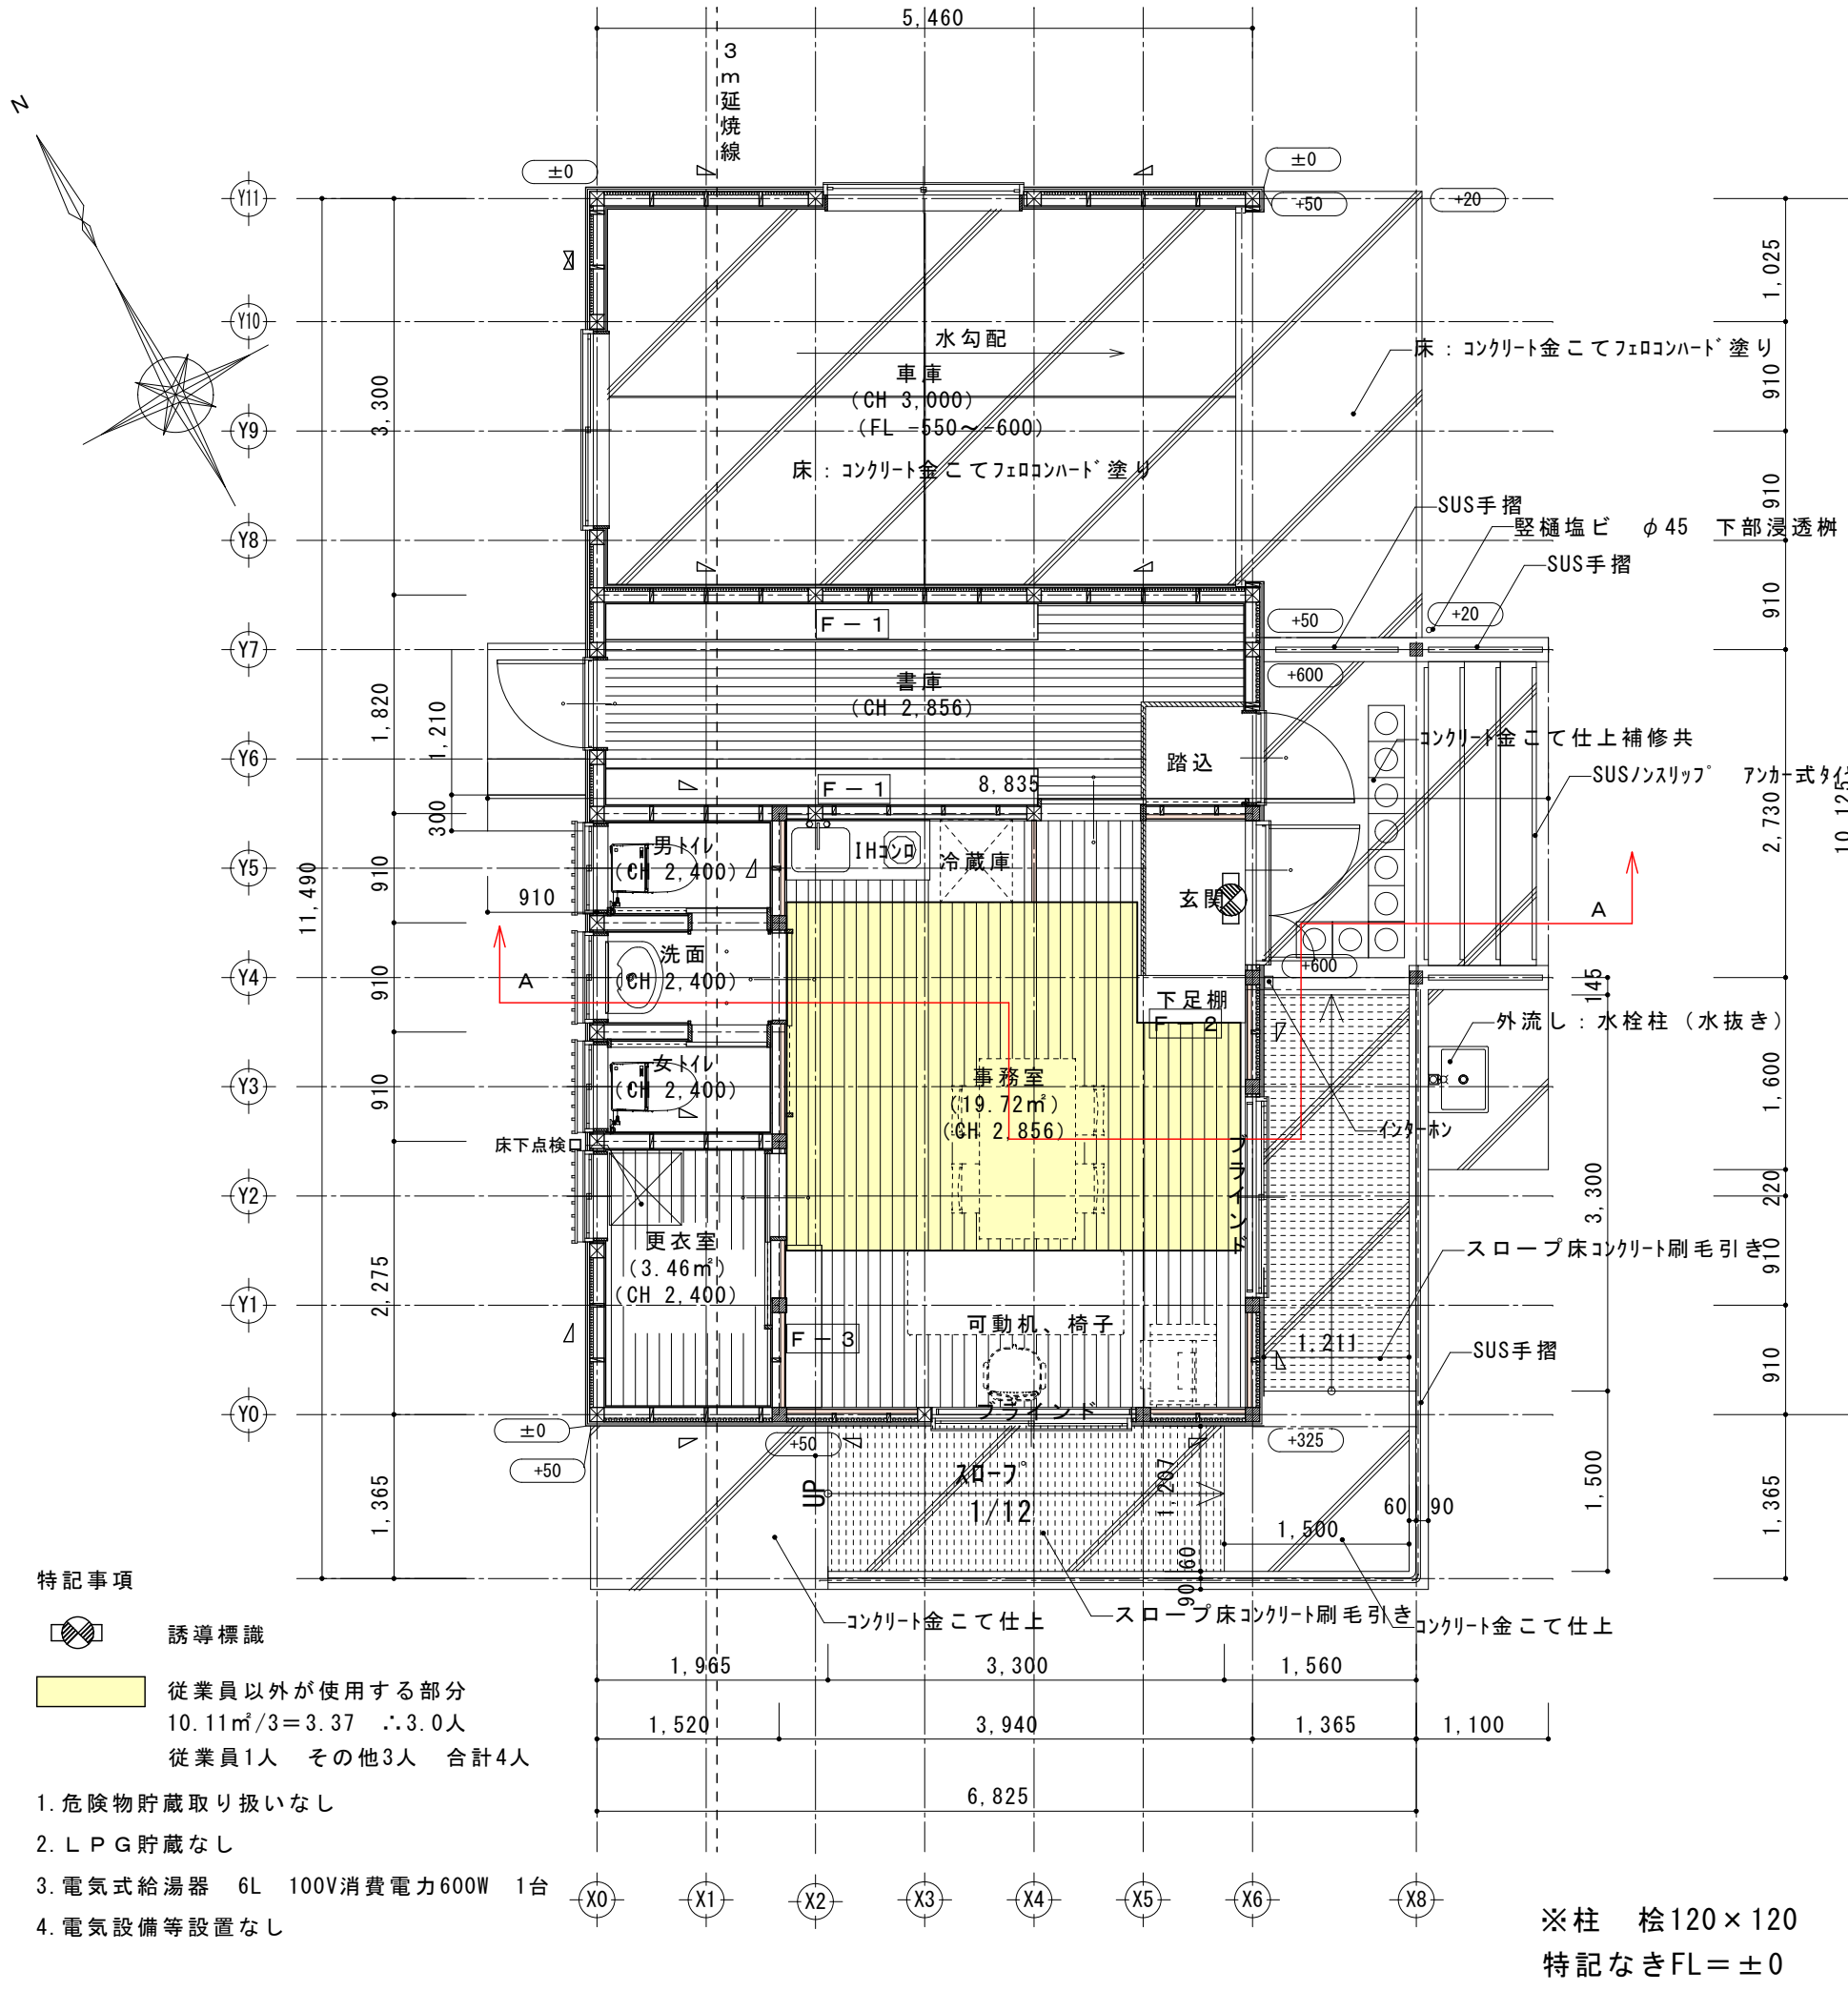 5,460
3m延焼線
N
±0
±0
+50
+20
Y11
Y10
Y9
Y8
Y7
Y6
Y5
Y4
Y3
Y2
Y1
Y0
11,490
3,300
1,820
1,210
300
910
910
910
910
2,275
1,365
水勾配
車庫
(CH 3,000)
(FL -550～-600)
床：コンクリート金こてフェロコンハード塗り
床：コンクリート金こてフェロコンハード塗り
1,025
910
910
910
2,730
10,125
SUS手摺
竪樋塩ビ φ45 下部浸透桝
SUS手摺
F－1
+50
+20
書庫
(CH 2,856)
+600
踏込
コンクリート金こて仕上補修共
SUSノンスリップ アンカー式タイ
F－1
8,835
男トイレ
(CH 2,400)
IHコンロ
冷蔵庫
玄関
A
A
洗面
(CH 2,400)
+600
145
下足棚
F－2
外流し：水栓柱（水抜き）
女トイレ
(CH 2,400)
事務室
(19.72㎡)
(CH 2,856)
1,600
床下点検口
ブラインド
インターホン
3,300
220
910
更衣室
(3.46㎡)
(CH 2,400)
スロープ床コンクリート刷毛引き
F－3
可動机、椅子
1,211
SUS手摺
910
ブラインド
±0
+50
+50
+325
UP
スロープ
1/12
1,207
1,500
60
90
1,500
1,365
60
90
コンクリート金こて仕上
スロープ床コンクリート刷毛引き
コンクリート金こて仕上
1,965
3,300
1,560
1,520
3,940
1,365
1,100
6,825
X0
X1
X2
X3
X4
X5
X6
X8
特記事項
誘導標識
従業員以外が使用する部分
10.11㎡/3＝3.37 ∴3.0人
従業員1人 その他3人 合計4人
1.危険物貯蔵取り扱いなし
2.ＬＰＧ貯蔵なし
3.電気式給湯器 6L 100V消費電力600W 1台
4.電気設備等設置なし
※柱 桧120×120
特記なきFL＝±0